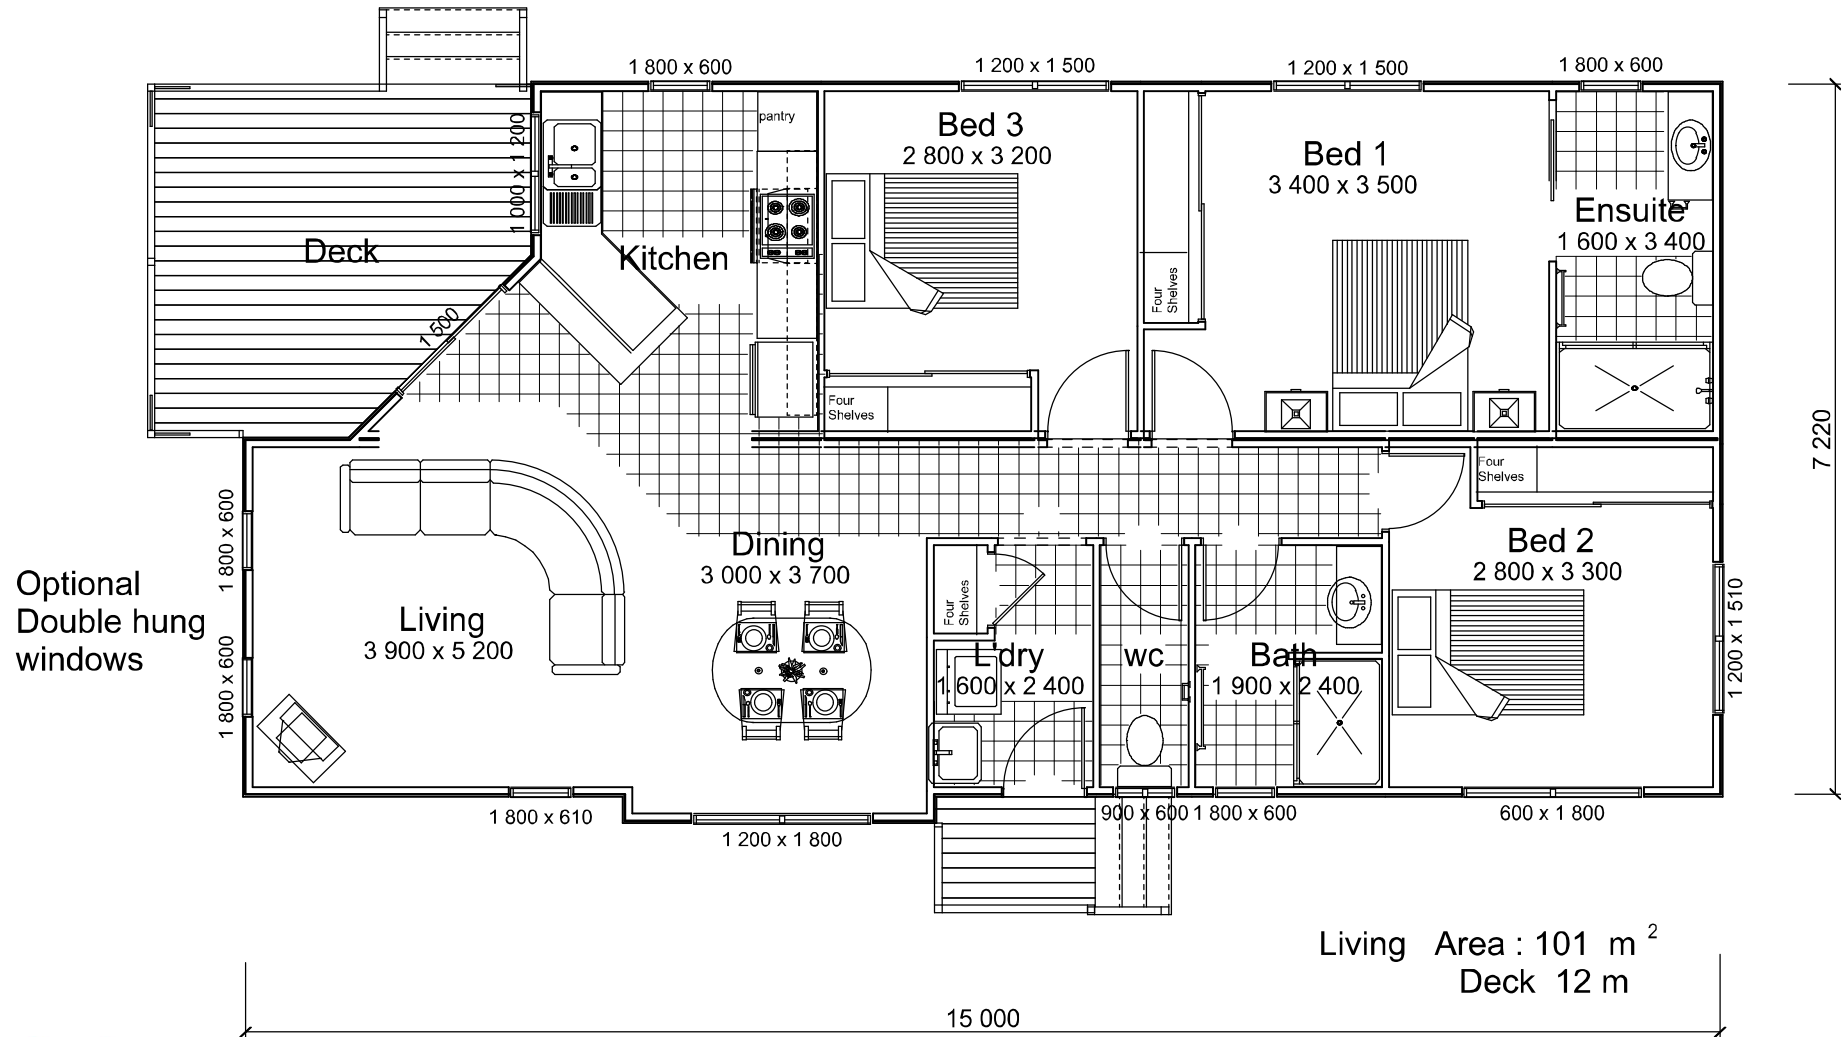 1 800 x 600
1 200 x 1 500
1 200 x 1 500
1 800 x 600
pantry
Bed 3
2 800 x 3 200
Bed 1
3 400 x 3 500
1 000 x 1 200
Ensuite
1 600 x 3 400
Deck
Kitchen
Four
Shelves
1 500
Four
Shelves
7 220
Four
Shelves
1 800 x 600
Dining
3 000 x 3 700
Bed 2
2 800 x 3 300
Optional
Double hung
windows
Four
Shelves
1 200 x 1 510
Living
3 900 x 5 200
L'dry
1 600 x 2 400
wc
Bath
1 900 x 2 400
1 800 x 600
1 800 x 610
1 200 x 1 800
900 x 600
1 800 x 600
600 x 1 800
Living Area : 101 m 2
Deck 12 m
15 000